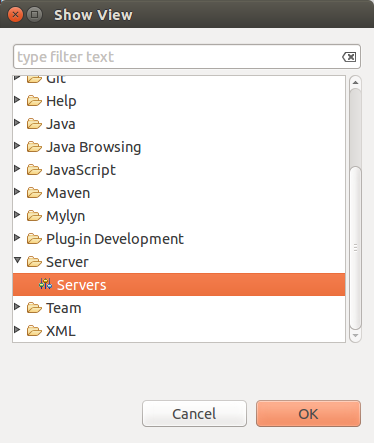 Show View
type filter text
Git
Help
Java
Java Browsing
JavaScript
Maven
Mylyn
Plug-in Development
Server
Servers
Team
XML
Cancel
OK